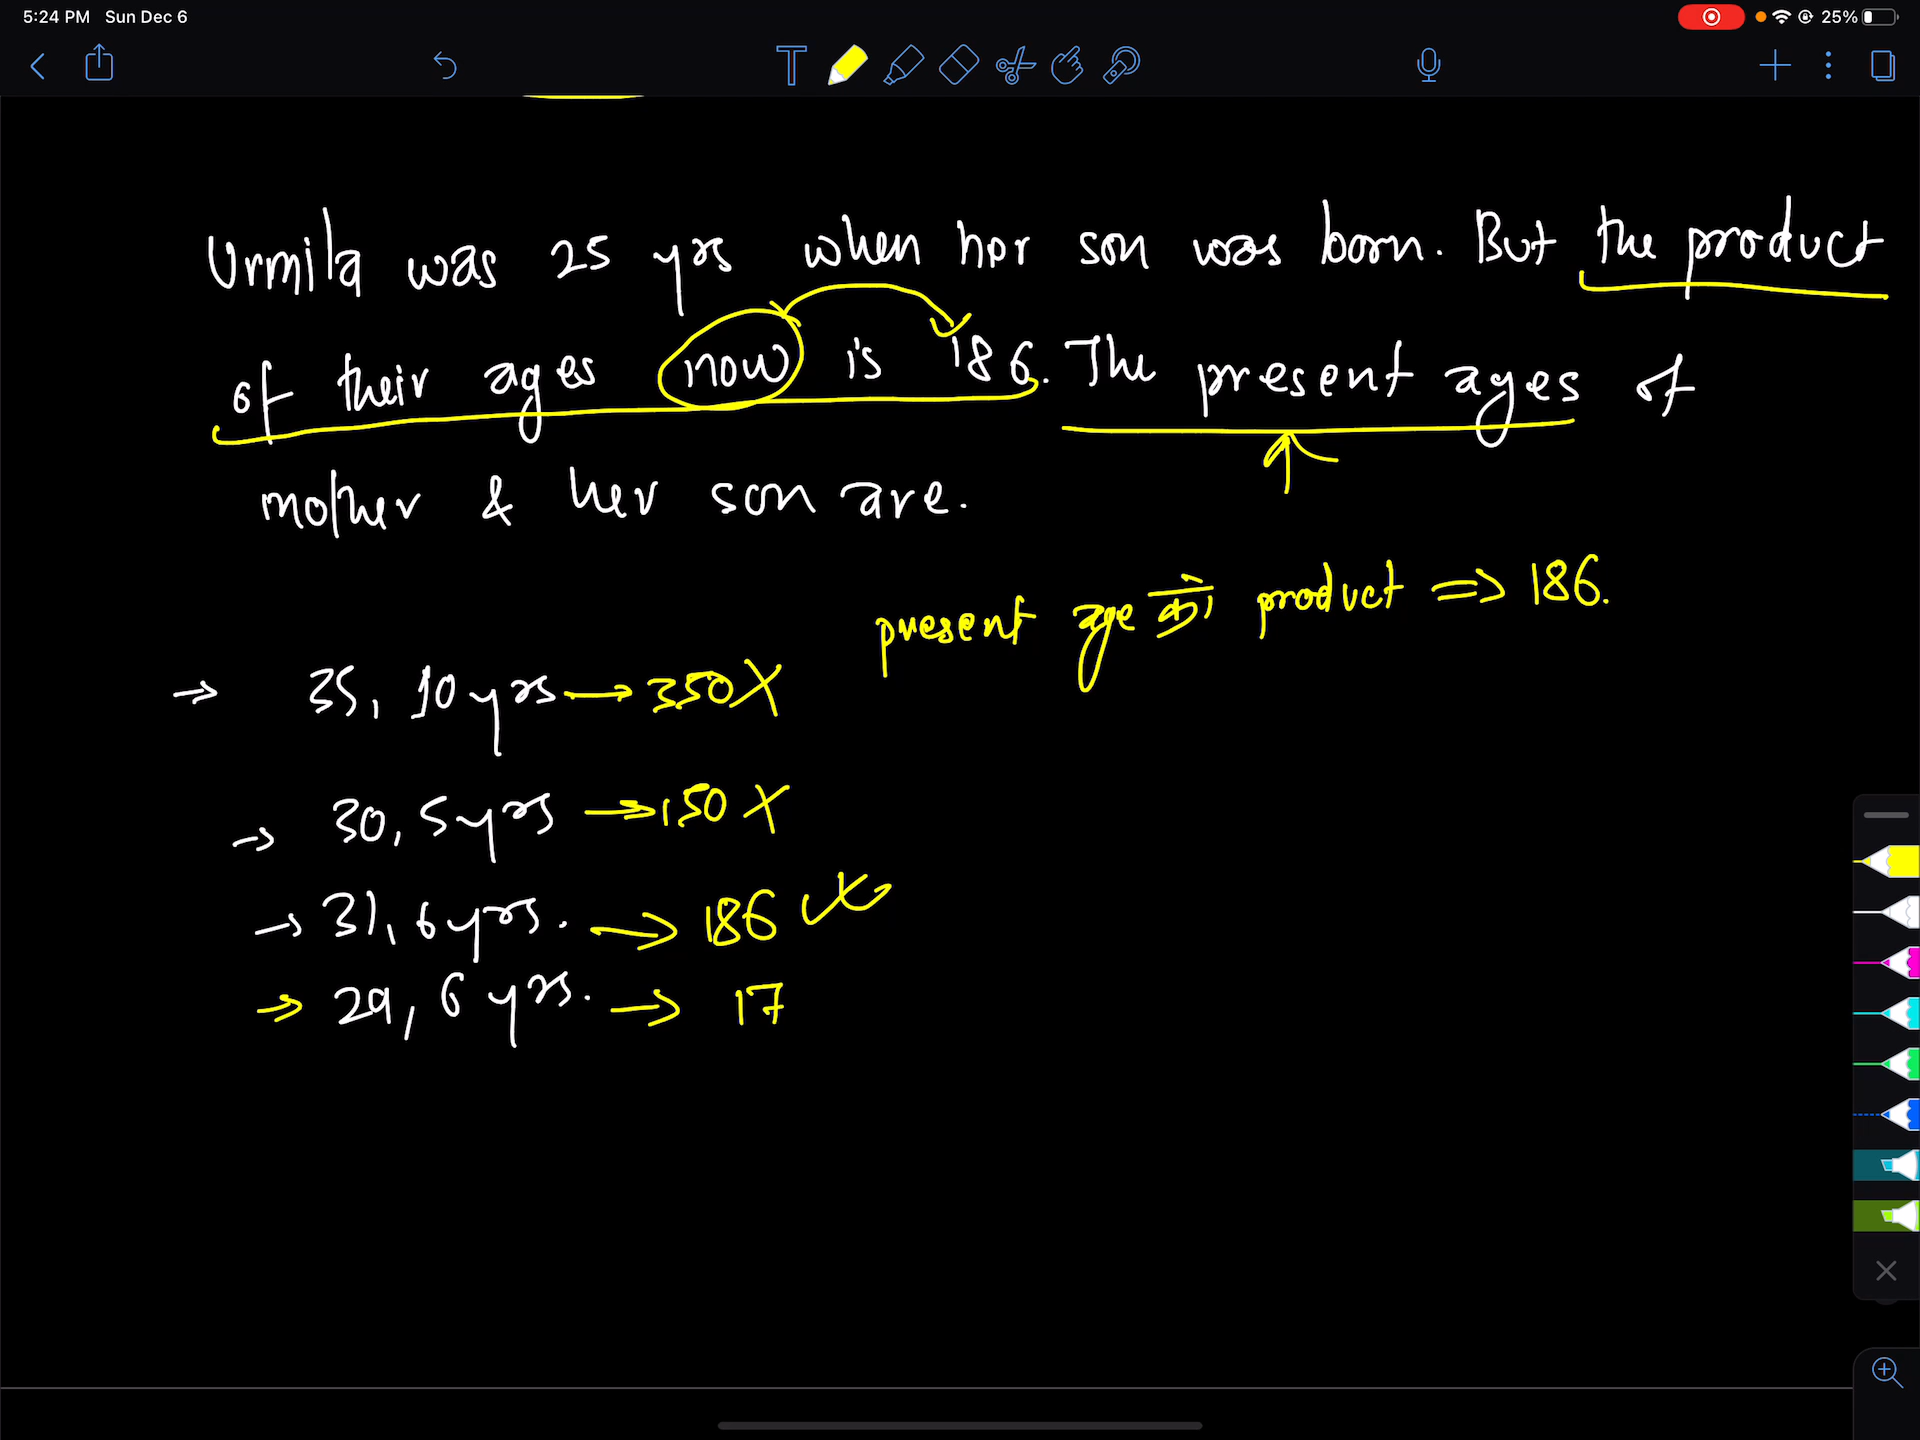 5:24 PM Sun Dec 6
25%
Urmila was 25 yrs when her son was born. But the product
of their ages now is 186. The present ages of
mother & her son are.
present age की product => 186.
→ 35, 10 yrs → 350 X
→ 30, 5 yrs → 150 X
→ 31, 6 yrs. → 186
→ 29, 6 yrs. → 17